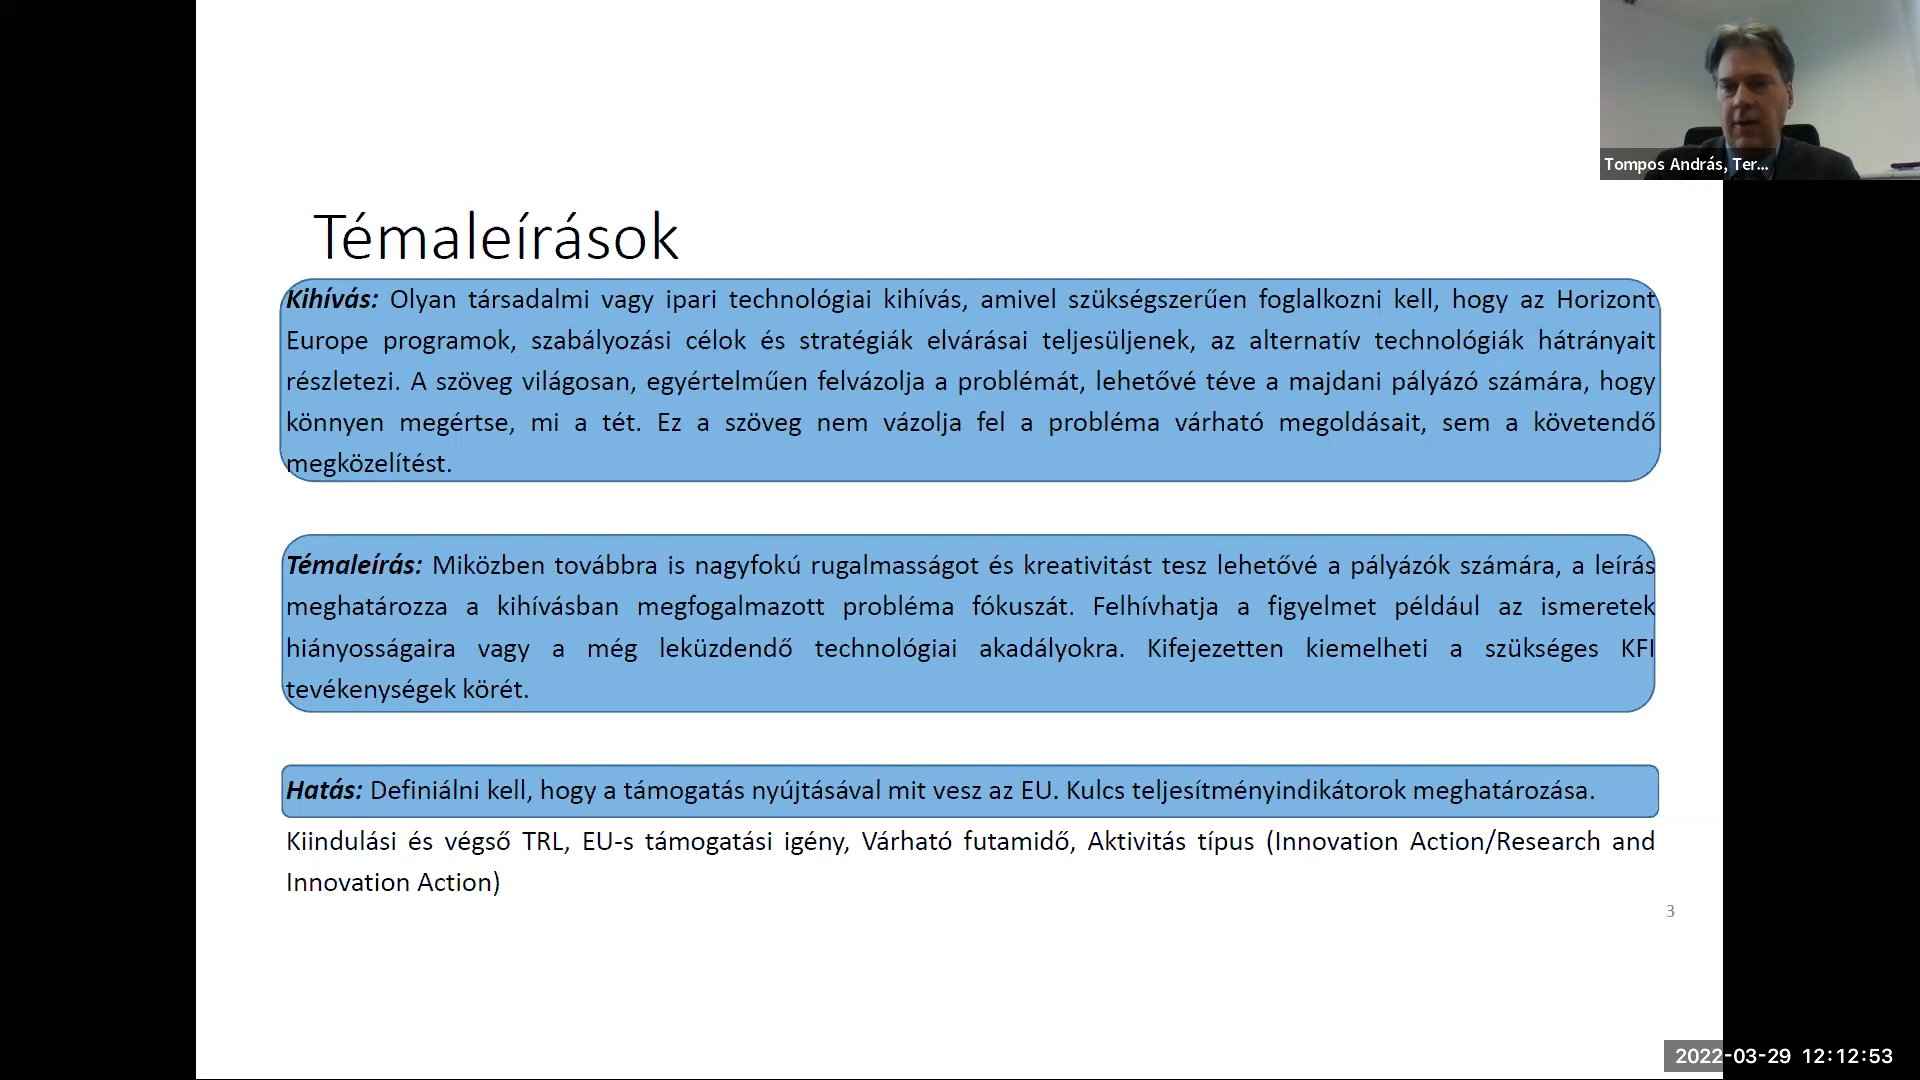 Tompos András, Ter...
Témaleírások
Kihívás: Olyan társadalmi vagy ipari technológiai kihívás, amivel szükségszerűen foglalkozni kell, hogy az Horizont
Europe programok, szabályozási célok és stratégiák elvárásai teljesüljenek, az alternatív technológiák hátrányait
részletezi. A szöveg világosan, egyértelműen felvázolja a problémát, lehetővé téve a majdani pályázó számára, hogy
könnyen megértse, mi a tét. Ez a szöveg nem vázolja fel a probléma várható megoldásait, sem a követendő
megközelítést.
Témaleírás: Miközben továbbra is nagyfokú rugalmasságot és kreativitást tesz lehetővé a pályázók számára, a leírás
meghatározza a kihívásban megfogalmazott probléma fókuszát. Felhívhatja a figyelmet például az ismeretek
hiányosságaira vagy a még leküzdendő technológiai akadályokra. Kifejezetten kiemelheti a szükséges KFI
tevékenységek körét.
Hatás: Definiálni kell, hogy a támogatás nyújtásával mit vesz az EU. Kulcs teljesítményindikátorok meghatározása.
Kiindulási és végső TRL, EU-s támogatási igény, Várható futamidő, Aktivitás típus (Innovation Action/Research and
Innovation Action)
3
2022-03-29 12:12:53